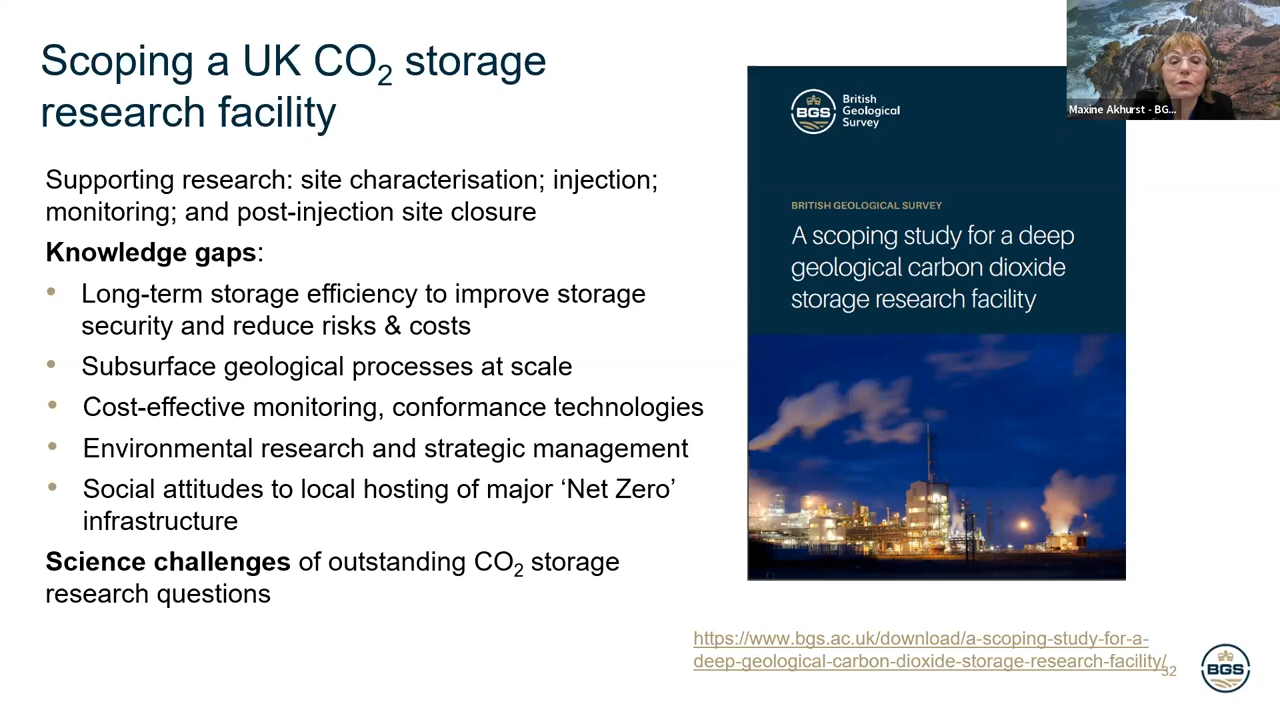 Scoping a UK CO₂ storage
research facility
Supporting research: site characterisation; injection;
monitoring; and post-injection site closure
Knowledge gaps:
• Long-term storage efficiency to improve storage
security and reduce risks & costs
• Subsurface geological processes at scale
• Cost-effective monitoring, conformance technologies
• Environmental research and strategic management
• Social attitudes to local hosting of major ‘Net Zero’
infrastructure
Science challenges of outstanding CO₂ storage
research questions
BGS
British
Geological
Survey
BRITISH GEOLOGICAL SURVEY
A scoping study for a deep
geological carbon dioxide
storage research facility
Maxine Akhurst - BG...
https://www.bgs.ac.uk/download/a-scoping-study-for-a-
deep-geological-carbon-dioxide-storage-research-facility/
32
BGS